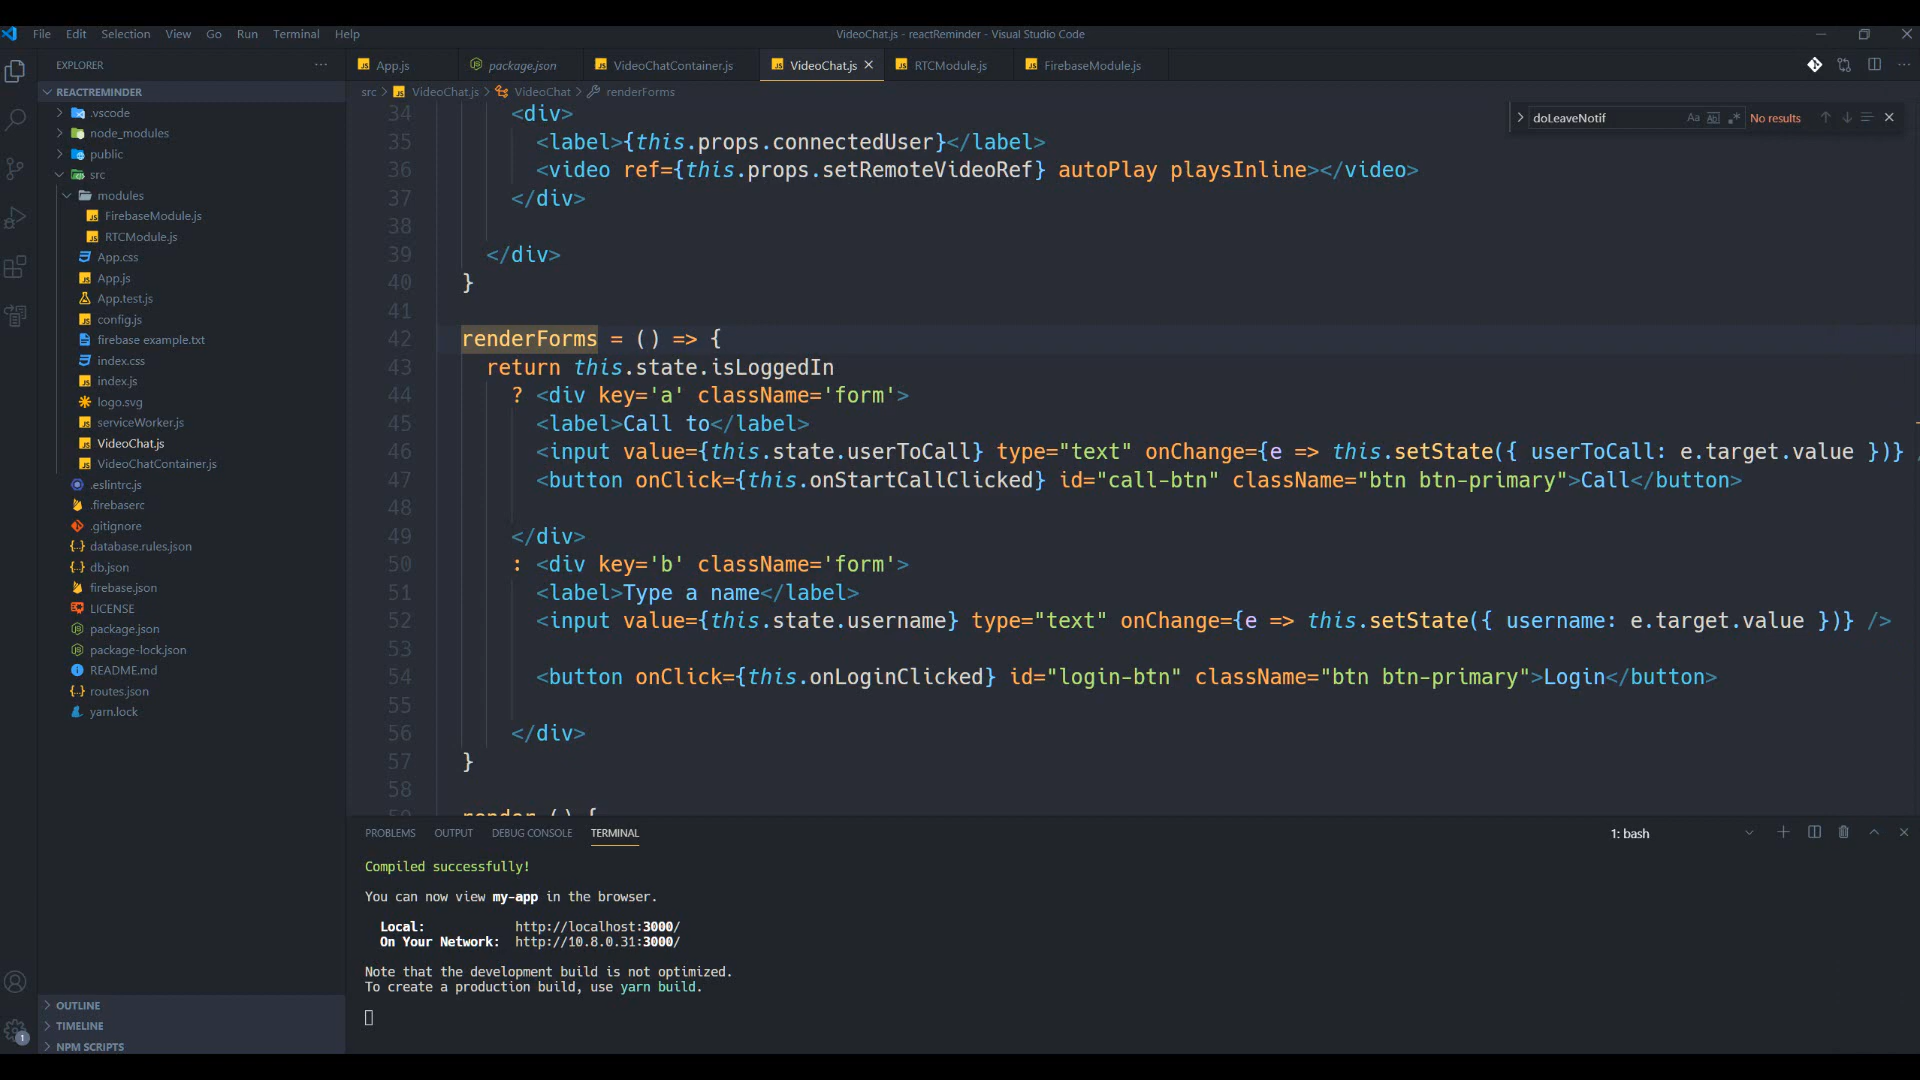 File Edit Selection View Go Run Terminal Help
VideoChat.js - reactReminder - Visual Studio Code
EXPLORER
REACTREMINDER
.vscode
node_modules
public
src
modules
FirebaseModule.js
RTCModule.js
App.css
App.js
App.test.js
config.js
firebase example.txt
index.css
index.js
logo.svg
serviceWorker.js
VideoChat.js
VideoChatContainer.js
.eslintrc.js
.firebaserc
.gitignore
database.rules.json
db.json
firebase.json
LICENSE
package.json
package-lock.json
README.md
routes.json
yarn.lock
OUTLINE
TIMELINE
NPM SCRIPTS
1
App.js package.json VideoChatContainer.js VideoChat.js RTCModule.js FirebaseModule.js
src > VideoChat.js > VideoChat > renderForms
doLeaveNotif Aa Ab .* No results
34 <div>
35 <label>{this.props.connectedUser}</label>
36 <video ref={this.props.setRemoteVideoRef} autoPlay playsInline></video>
37 </div>
38
39 </div>
40 }
41
42 renderForms = () => {
43 return this.state.isLoggedIn
44 ? <div key='a' className='form'>
45 <label>Call to</label>
46 <input value={this.state.userToCall} type="text" onChange={e => this.setState({ userToCall: e.target.value })} /
47 <button onClick={this.onStartCallClicked} id="call-btn" className="btn btn-primary">Call</button>
48
49 </div>
50 : <div key='b' className='form'>
51 <label>Type a name</label>
52 <input value={this.state.username} type="text" onChange={e => this.setState({ username: e.target.value })} />
53
54 <button onClick={this.onLoginClicked} id="login-btn" className="btn btn-primary">Login</button>
55
56 </div>
57 }
58
59 render () {
PROBLEMS OUTPUT DEBUG CONSOLE TERMINAL
1: bash
Compiled successfully!
You can now view my-app in the browser.
Local: http://localhost:3000/
On Your Network: http://10.8.0.31:3000/
Note that the development build is not optimized.
To create a production build, use yarn build.